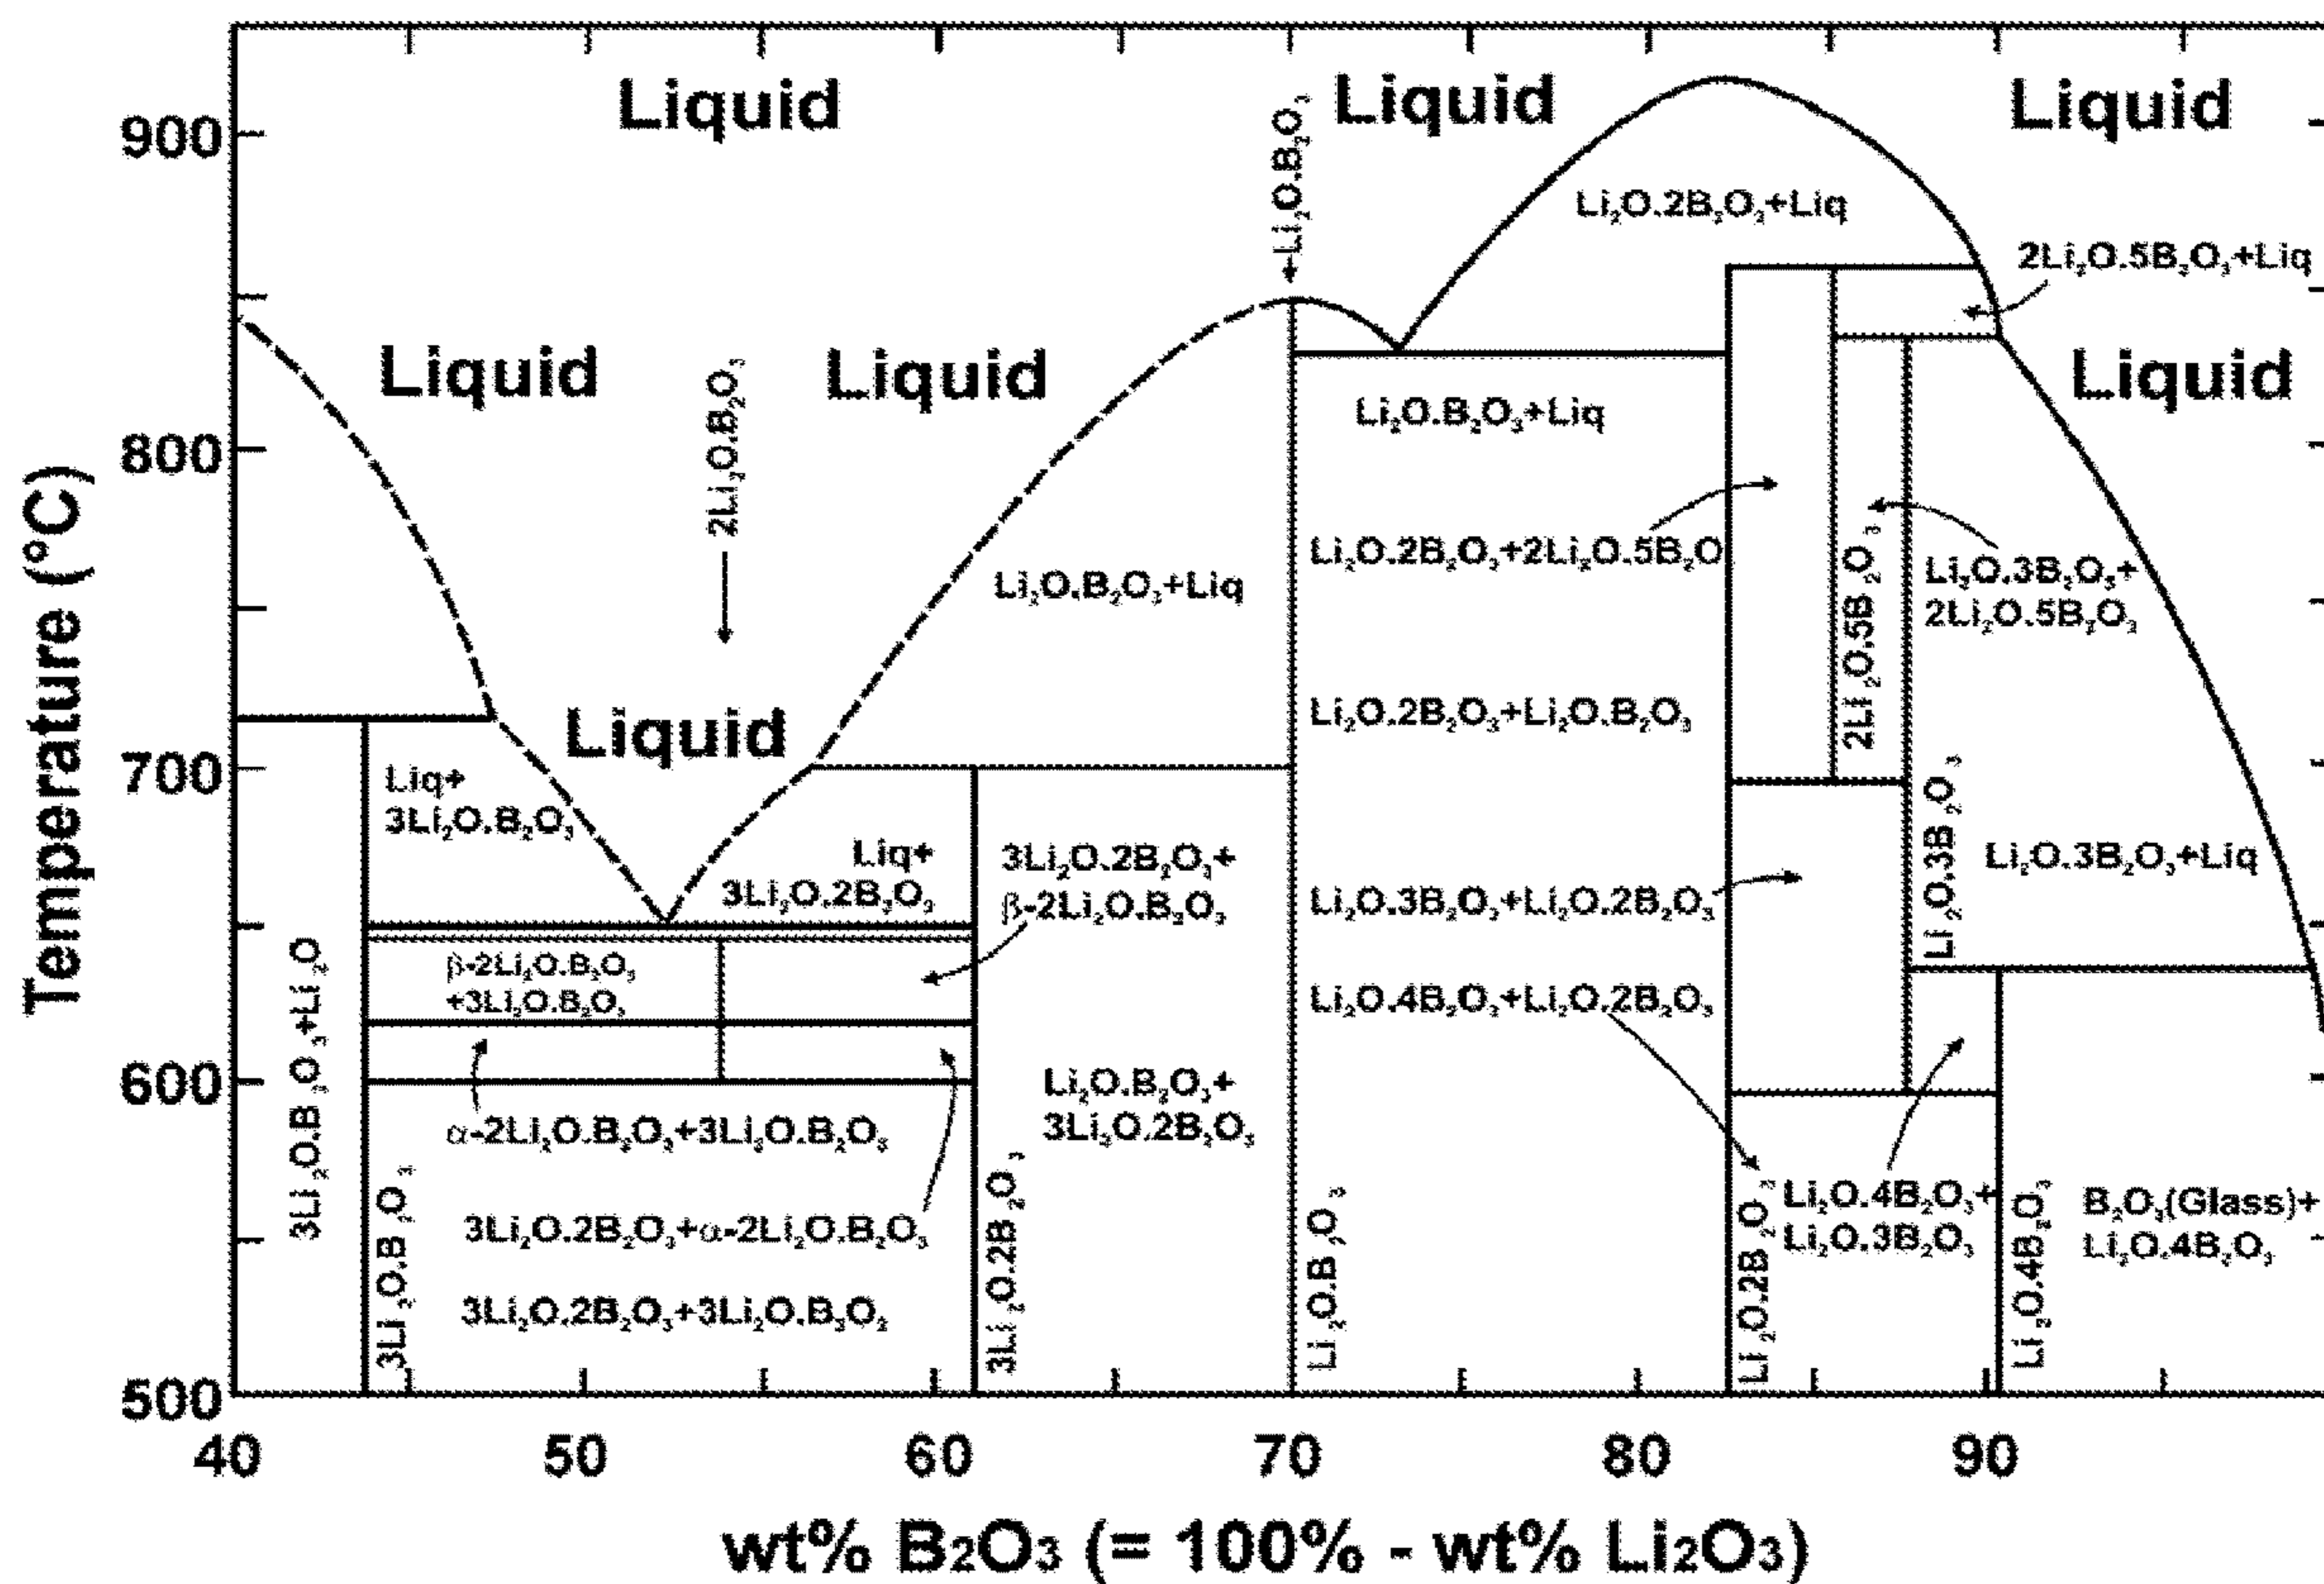 Liquid
Liquid
Liquid
900
Li₂O.B₂O₃
Li₂O.2B₂O₃+Liq
2Li₂O.5B₂O₃+Liq
Liquid
Liquid
Liquid
2Li₂O.B₂O₃
800
Li₂O.B₂O₃+Liq
Li₂O.2B₂O₃+2Li₂O.5B₂O
Li₂O.B₂O₃+Liq
2Li₂O.5B₂O₃
Li₂O.3B₂O₃+
2Li₂O.5B₂O₃
Temperature (°C)
Liquid
Li₂O.2B₂O₃+Li₂O.B₂O₃
700
Liq+
3Li₂O.B₂O₃
Liq+
3Li₂O.2B₂O₃
3Li₂O.2B₂O₃+
β-2Li₂O.B₂O₃
Li₂O.3B₂O₃+Li₂O.2B₂O₃
Li₂O.3B₂O₃
Li₂O.3B₂O₃+Liq
β-2Li₂O.B₂O₃
+3Li₂O.B₂O₃
Li₂O.4B₂O₃+Li₂O.2B₂O₃
3Li₂O.B₂O₃+Li₂O
600
α-2Li₂O.B₂O₃+3Li₂O.B₂O₃
Li₂O.B₂O₃+
3Li₂O.2B₂O₃
3Li₂O.2B₂O₃+α-2Li₂O.B₂O₃
3Li₂O.2B₂O₃+3Li₂O.B₃O₂
3Li₂O.B₂O₃
3Li₂O.2B₂O₃
Li₂O.B₂O₃
Li₂O.2B₂O₃
Li₂O.4B₂O₃+
Li₂O.3B₂O₃
Li₂O.4B₂O₃
B₂O₃(Glass)+
Li₂O.4B₂O₃
500
40 50 60 70 80 90
wt% B₂O₃ (= 100% - wt% Li₂O₃)